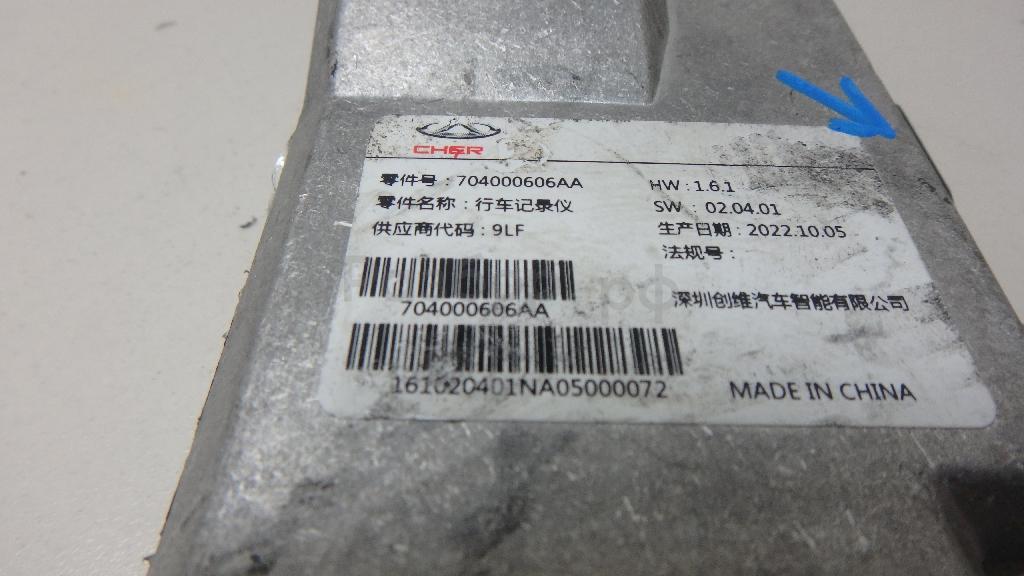 CHERY
零件号：704000606AA
HW：1.6.1
零件名称：行车记录仪
SW：02.04.01
供应商代码：9LF
生产日期：2022.10.05
法规号：
704000606AA
深圳创维汽车智能有限公司
161020401NA05000072
MADE IN CHINA